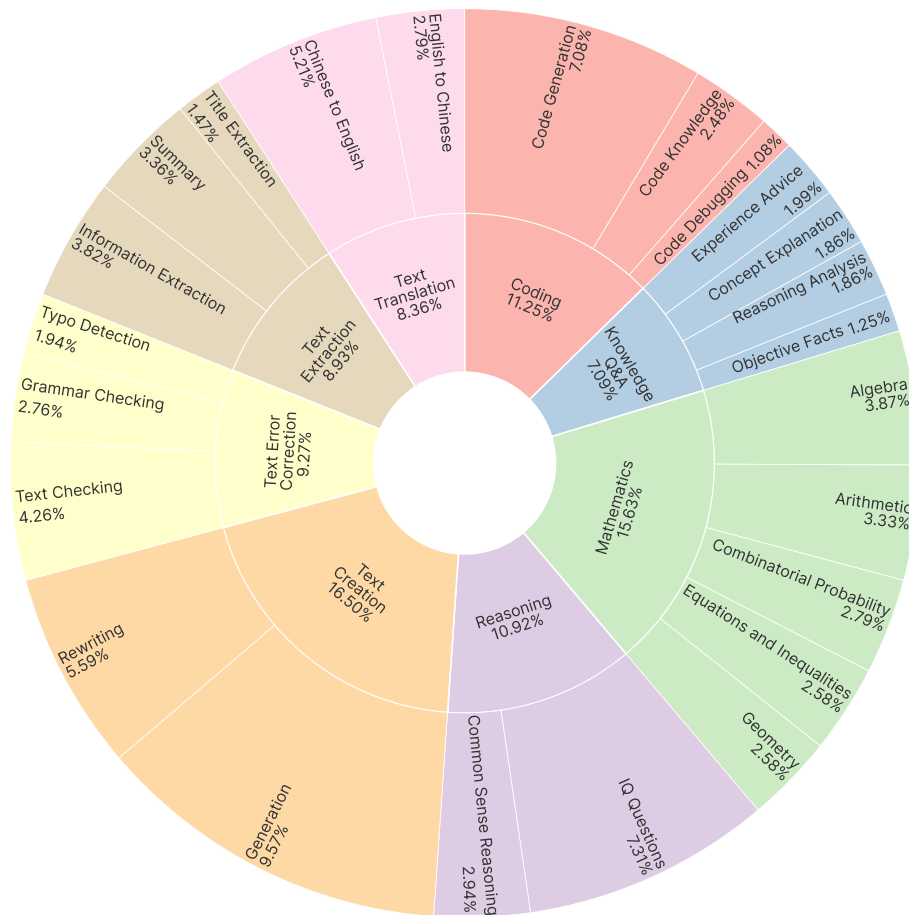 Coding
11.25%
Code Generation
7.08%
Code Knowledge
2.48%
Code Debugging 1.08%
Knowledge
Q&A
7.09%
Experience Advice
1.99%
Concept Explanation
1.86%
Reasoning Analysis
1.86%
Objective Facts 1.25%
Mathematics
15.63%
Algebra
3.87%
Arithmetic
3.33%
Combinatorial Probability
2.79%
Equations and Inequalities
2.58%
Geometry
2.58%
Reasoning
10.92%
IQ Questions
7.31%
Common Sense Reasoning
2.94%
Text
Creation
16.50%
Generation
9.57%
Rewriting
5.59%
Text Error
Correction
9.27%
Text Checking
4.26%
Grammar Checking
2.76%
Typo Detection
1.94%
Text
Extraction
8.93%
Information Extraction
3.82%
Summary
3.36%
Title Extraction
1.47%
Text
Translation
8.36%
Chinese to English
5.21%
English to Chinese
2.79%